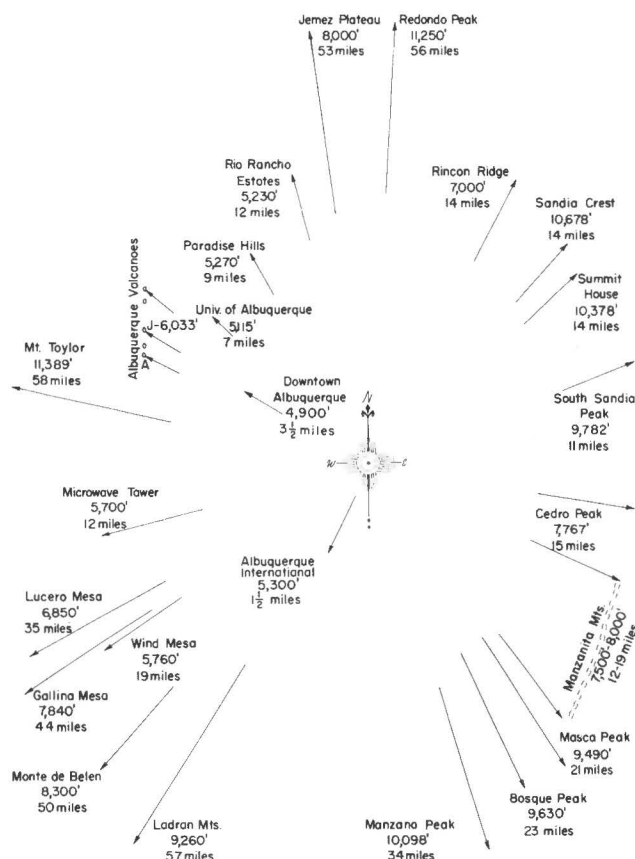 Jemez Plateau
8,000'
53 miles
Redondo Peak
11,250'
56 miles
Rio Rancho
Estates
5,230'
12 miles
Rincon Ridge
7,000'
14 miles
Sandia Crest
10,678'
14 miles
Paradise Hills
5,270'
9 miles
Summit
House
10,378'
14 miles
Albuquerque Volcanoes
Univ. of Albuquerque
5,115'
7 miles
J-6,033'
A
Mt. Toylor
11,389'
58 miles
Downtown
Albuquerque
4,900'
3 1/2 miles
South Sandia
Peak
9,782'
11 miles
N
W
E
Microwave Tower
5,700'
12 miles
Cedro Peak
7,767'
15 miles
Albuquerque
International
5,300'
1 1/2 miles
Lucero Mesa
6,850'
35 miles
Manzanita Mts.
7,500-8,000'
12-19 miles
Wind Mesa
5,760'
19 miles
Gallina Mesa
7,840'
44 miles
Masca Peak
9,490'
21 miles
Monte de Belen
8,300'
50 miles
Bosque Peak
9,630'
23 miles
Ladran Mts.
9,260'
57 miles
Manzano Peak
10,098'
34 miles